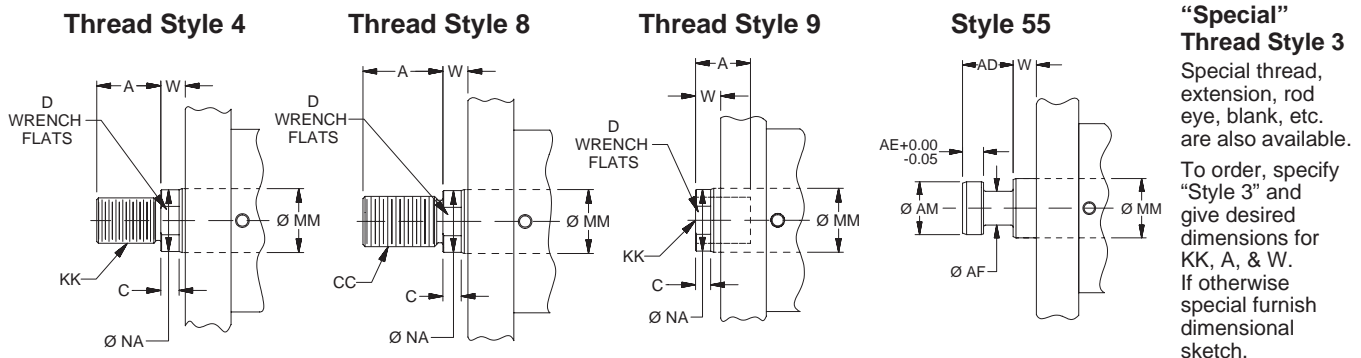 Thread Style 4
A
W
D
WRENCH
FLATS
Ø MM
KK
C
Ø NA
Thread Style 8
A
W
D
WRENCH
FLATS
Ø MM
CC
C
Ø NA
Thread Style 9
A
W
D
WRENCH
FLATS
Ø MM
KK
C
Ø NA
Style 55
AD
W
AE+0.00
-0.05
Ø AM
Ø MM
Ø AF
“Special”
Thread Style 3
Special thread,
extension, rod
eye, blank, etc.
are also available.
To order, specify
“Style 3” and
give desired
dimensions for
KK, A, & W.
If otherwise
special furnish
dimensional
sketch.